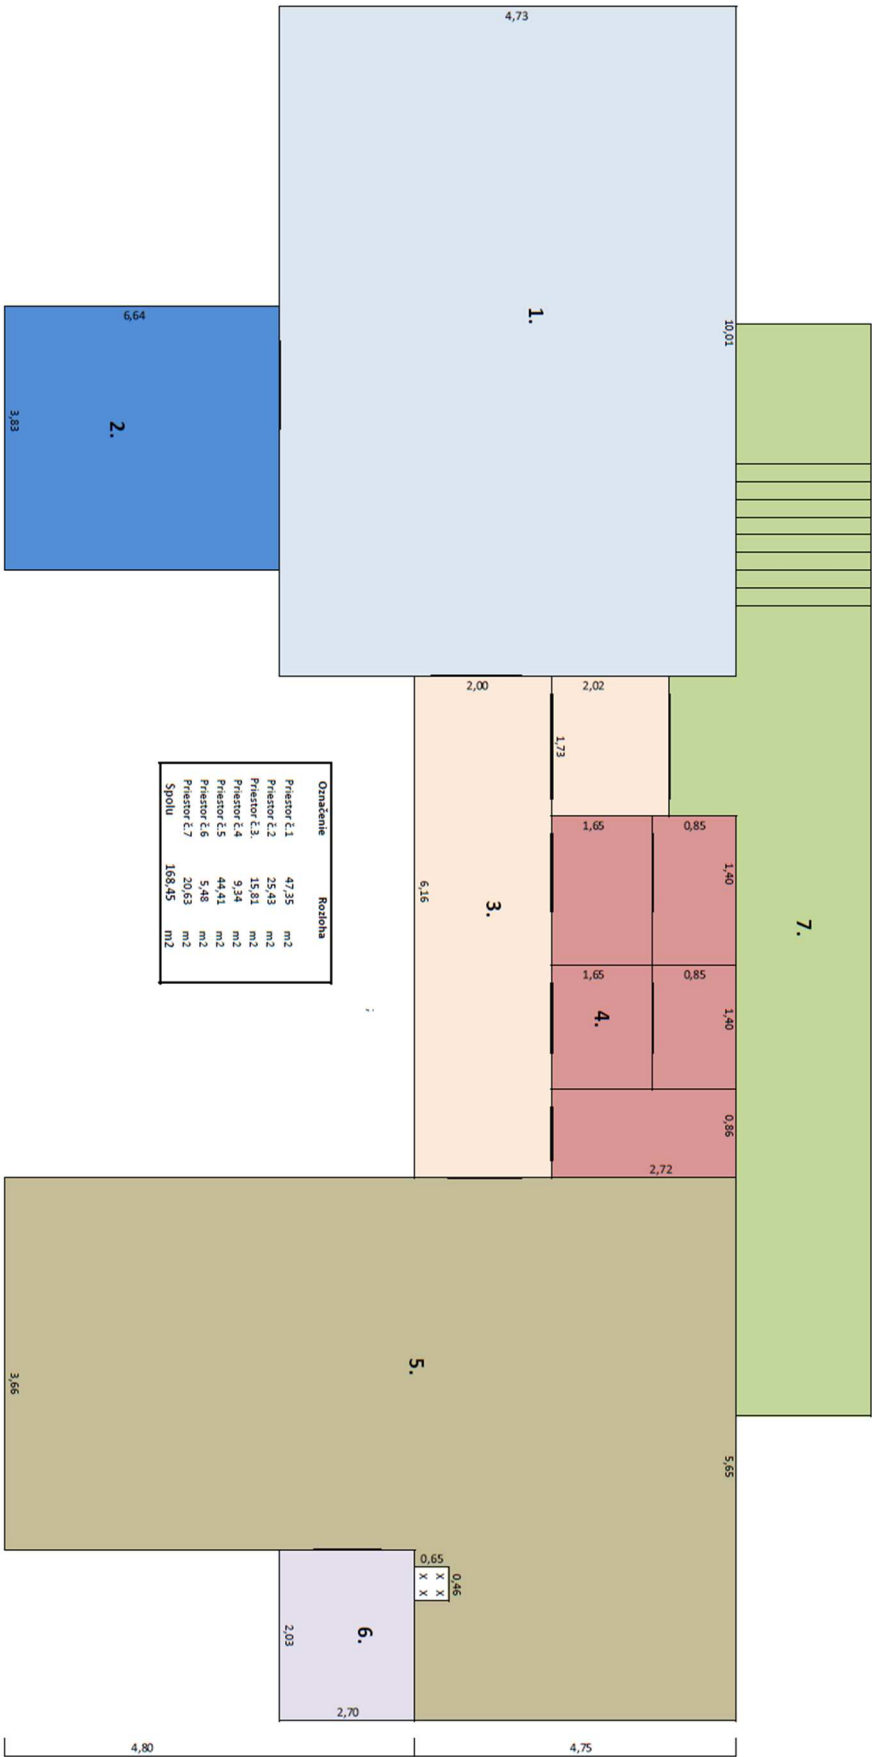 4,73
10,01
1.
6,64
2.
3,83
2,00
2,02
1,73
1,65
0,85
1,40
7.
6,16
3.
1,65
0,85
4.
1,40
0,86
2,72
Označenie Rozloha
Priestor č.1 47,35 m2
Priestor č.2 25,43 m2
Priestor č.3. 15,81 m2
Priestor č.4 9,34 m2
Priestor č.5 44,41 m2
Priestor č.6 5,48 m2
Priestor č.7 20,63 m2
Spolu 168,45 m2
5.
3,66
5,65
0,65
0,46
x x
x x
6.
2,03
2,70
4,80
4,75